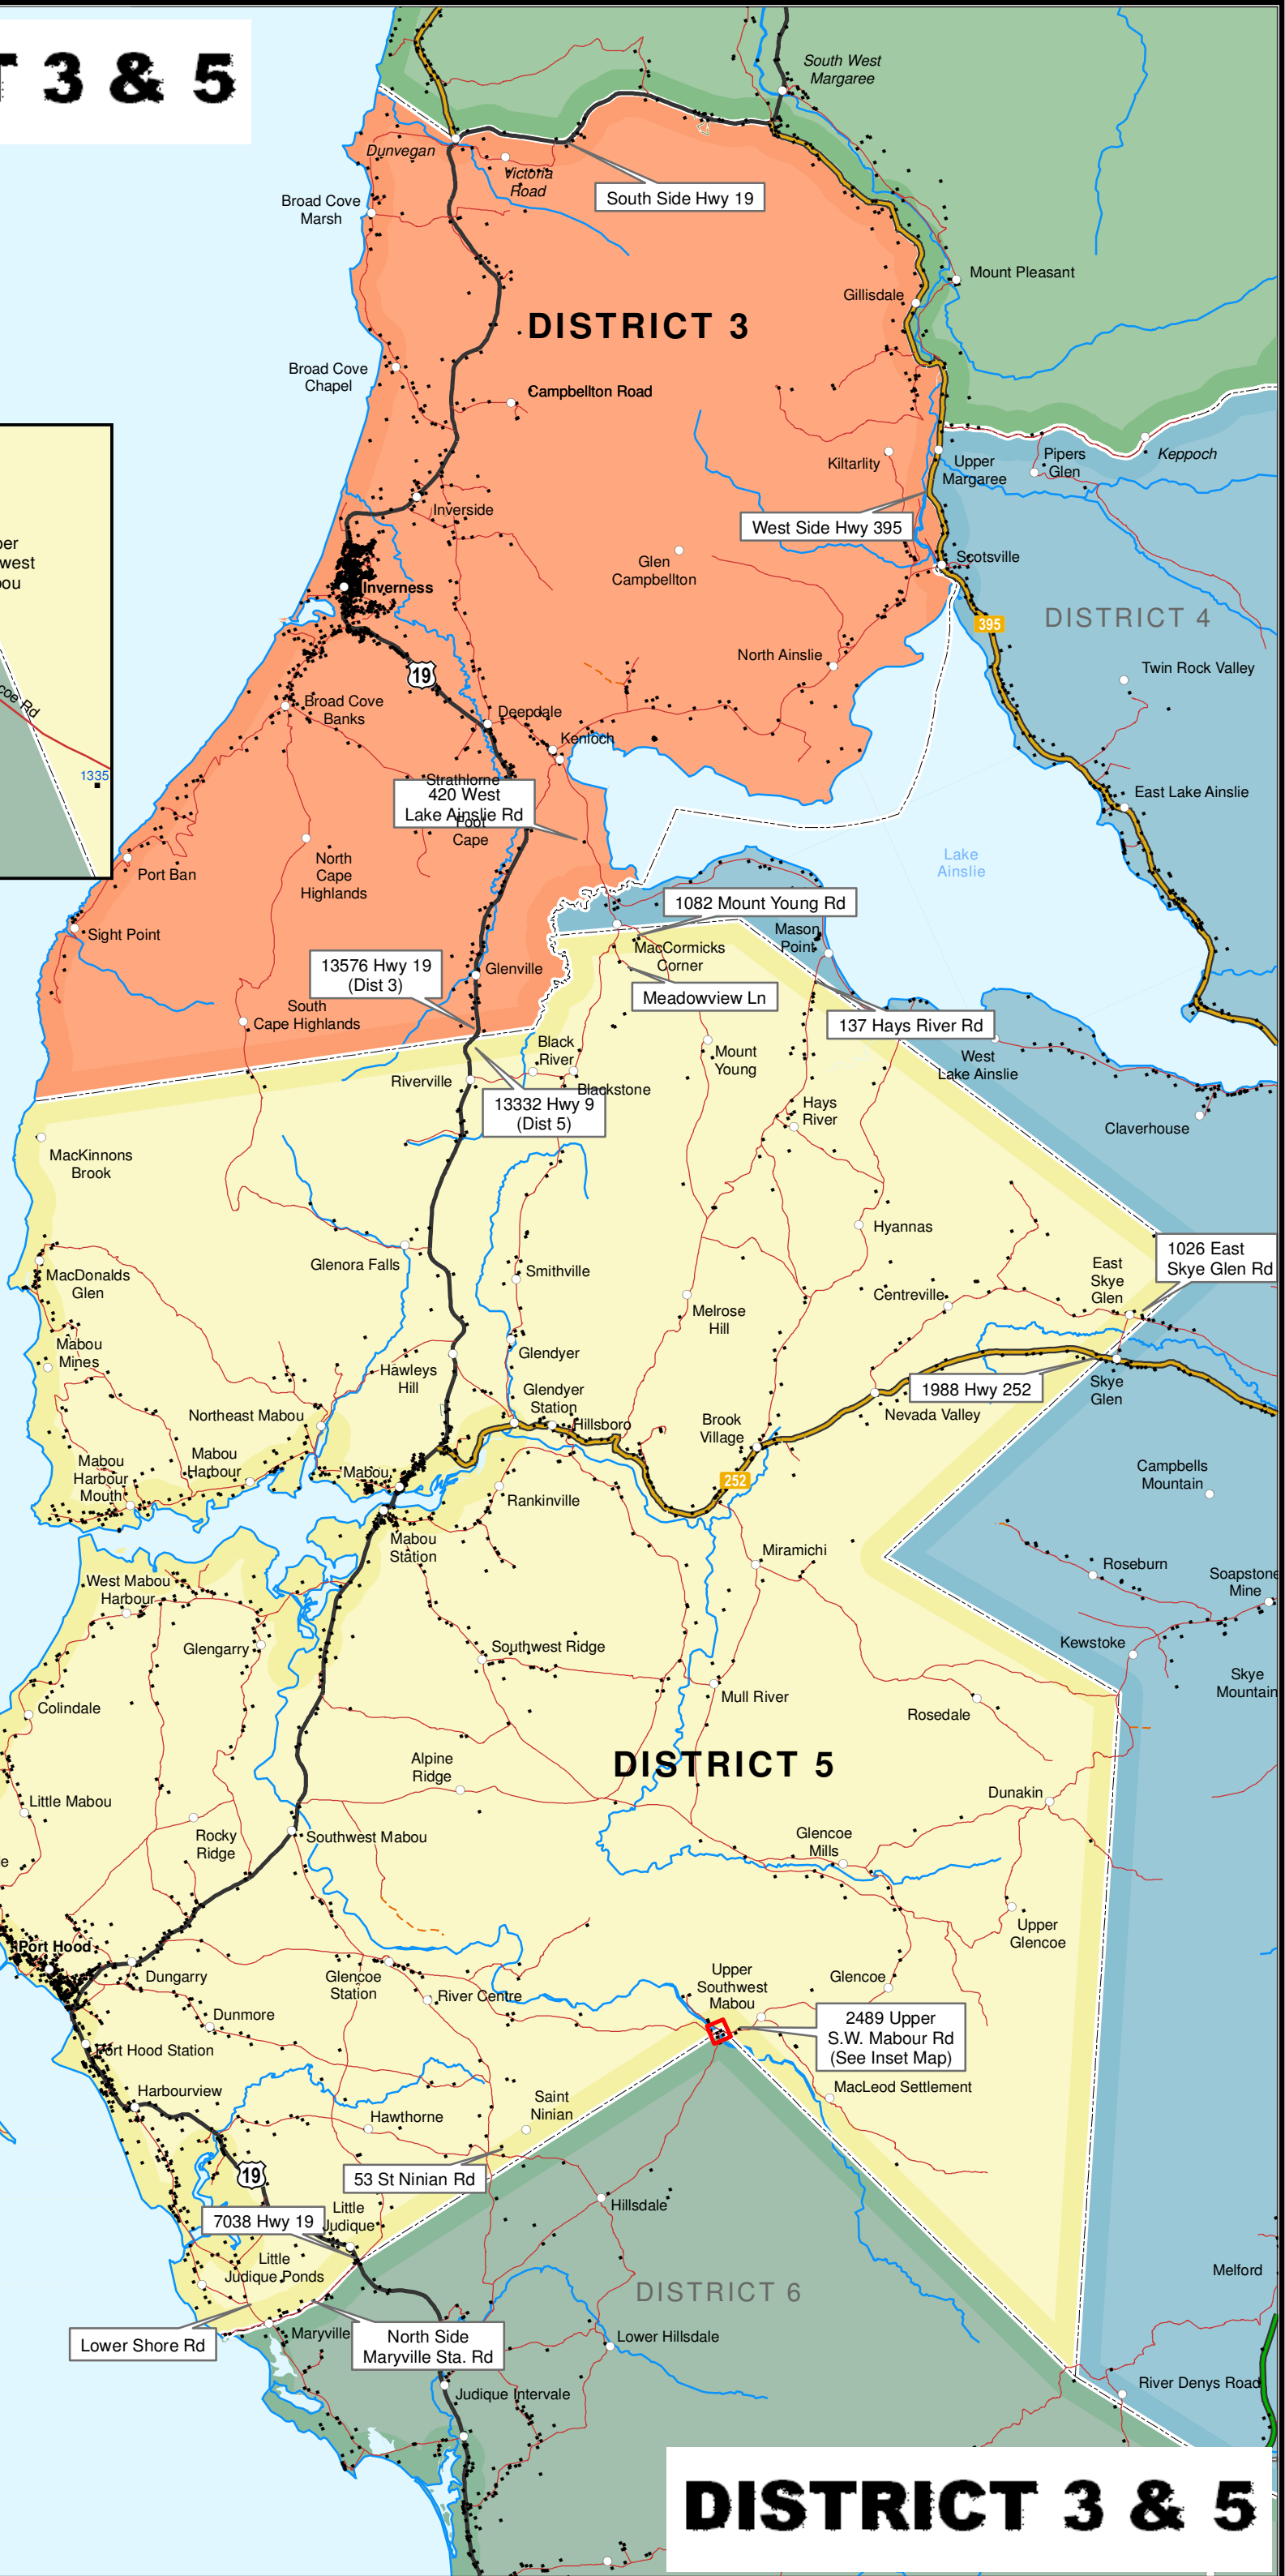 T 3 & 5
South West
Margaree
Dunvegan
Victoria
Road
South Side Hwy 19
Broad Cove
Marsh
Mount Pleasant
Gillisdale
DISTRICT 3
Broad Cove
Chapel
Campbellton Road
Kiltarlity
Upper
Margaree
Pipers
Glen
Keppoch
Inverside
West Side Hwy 395
per
west
bou
Glen
Campbellton
Scotsville
Inverness
395
DISTRICT 4
North Ainslie
Twin Rock Valley
19
coe Rd
Broad Cove
Banks
Deepdale
Kenloch
1335
Strathlorne
420 West
Lake Ainslie Rd
Foot
Cape
East Lake Ainslie
North
Cape
Highlands
Port Ban
Lake
Ainslie
1082 Mount Young Rd
Sight Point
Mason
Point
MacCormicks
Corner
13576 Hwy 19
(Dist 3)
Glenville
Meadowview Ln
South
Cape Highlands
137 Hays River Rd
Black
River
Mount
Young
West
Lake Ainslie
Riverville
Blackstone
13332 Hwy 9
(Dist 5)
Hays
River
Claverhouse
MacKinnons
Brook
Hyannas
Glenora Falls
1026 East
Skye Glen Rd
MacDonalds
Glen
Smithville
East
Skye
Glen
Centreville
Melrose
Hill
Mabou
Mines
Glendyer
Hawleys
Hill
1988 Hwy 252
Skye
Glen
Glendyer
Station
Northeast Mabou
Hillsboro
Brook
Village
Nevada Valley
Mabou
Harbour
Mabou
Harbour
Mouth
Mabou
252
Campbells
Mountain
Rankinville
Mabou
Station
Miramichi
Roseburn
West Mabou
Harbour
Soapstone
Mine
Glengarry
Southwest Ridge
Kewstoke
Skye
Mountain
Mull River
Colindale
Rosedale
Alpine
Ridge
DISTRICT 5
Little Mabou
Dunakin
Rocky
Ridge
Southwest Mabou
Glencoe
Mills
le
Upper
Glencoe
Port Hood
Dungarry
Glencoe
Station
River Centre
Upper
Southwest
Mabou
Glencoe
Dunmore
2489 Upper
S.W. Mabour Rd
(See Inset Map)
Port Hood Station
Harbourview
MacLeod Settlement
Saint
Ninian
Hawthorne
19
53 St Ninian Rd
Hillsdale
7038 Hwy 19
Little
Judique
Little
Judique Ponds
Melford
DISTRICT 6
Lower Shore Rd
Maryville
North Side
Maryville Sta. Rd
Lower Hillsdale
River Denys Road
Judique Intervale
DISTRICT 3 & 5